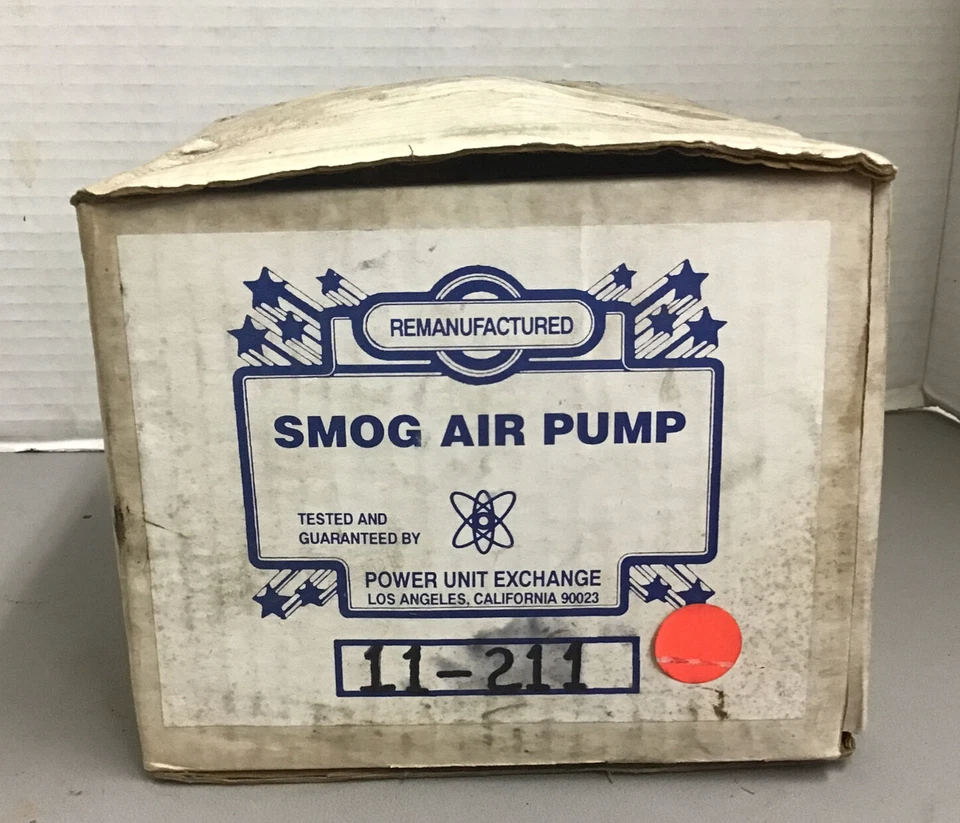 REMANUFACTURED
SMOG AIR PUMP
TESTED AND
GUARANTEED BY
POWER UNIT EXCHANGE
LOS ANGELES, CALIFORNIA 90023
11-211